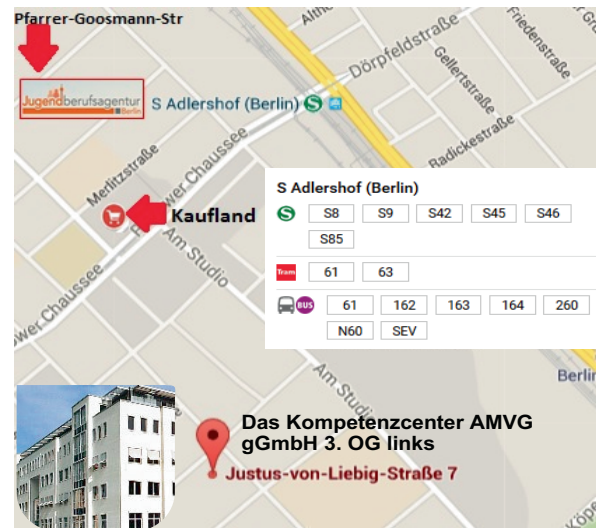 Pfarrer-Goosmann-Str
Jugendberufsagentur
Berlin
S Adlershof (Berlin)
Dörpfeldstraße
Friedenstraße
Gellertstraße
Radickestraße
Merlitzstraße
Kaufland
Am Studio
S Adlershof (Berlin)
S S8 S9 S42 S45 S46
S85
Tram 61 63
BUS 61 162 163 164 260
N60 SEV
Am Studio
Berlin
Das Kompetenzcenter AMVG
gGmbH 3. OG links
Justus-von-Liebig-Straße 7